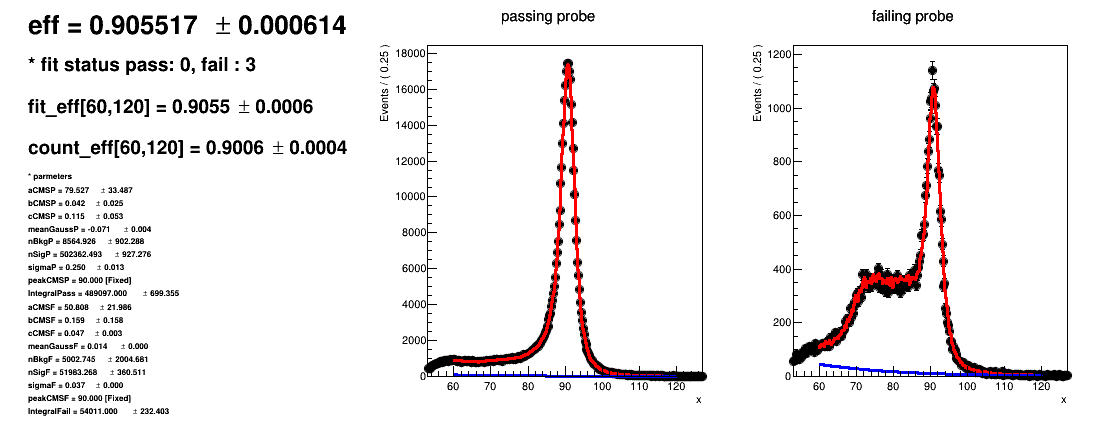 eff = 0.905517 ± 0.000614
* fit status pass: 0, fail : 3
fit_eff[60,120] = 0.9055 ± 0.0006
count_eff[60,120] = 0.9006 ± 0.0004
* parmeters
aCMSP = 79.527 ± 33.487
bCMSP = 0.042 ± 0.025
cCMSP = 0.115 ± 0.053
meanGaussP = -0.071 ± 0.004
nBkgP = 8564.926 ± 902.288
nSigP = 502362.493 ± 927.276
sigmaP = 0.250 ± 0.013
peakCMSP = 90.000 [Fixed]
IntegralPass = 489097.000 ± 699.355
aCMSF = 50.808 ± 21.986
bCMSF = 0.159 ± 0.158
cCMSF = 0.047 ± 0.003
meanGaussF = 0.014 ± 0.000
nBkgF = 5002.745 ± 2004.681
nSigF = 51983.268 ± 360.511
sigmaF = 0.037 ± 0.000
peakCMSF = 90.000 [Fixed]
IntegralFail = 54011.000 ± 232.403
passing probe
Events / ( 0.25 )
18000
16000
14000
12000
10000
8000
6000
4000
2000
0
60 70 80 90 100 110 120
x
failing probe
Events / ( 0.25 )
1200
1000
800
600
400
200
0
60 70 80 90 100 110 120
x